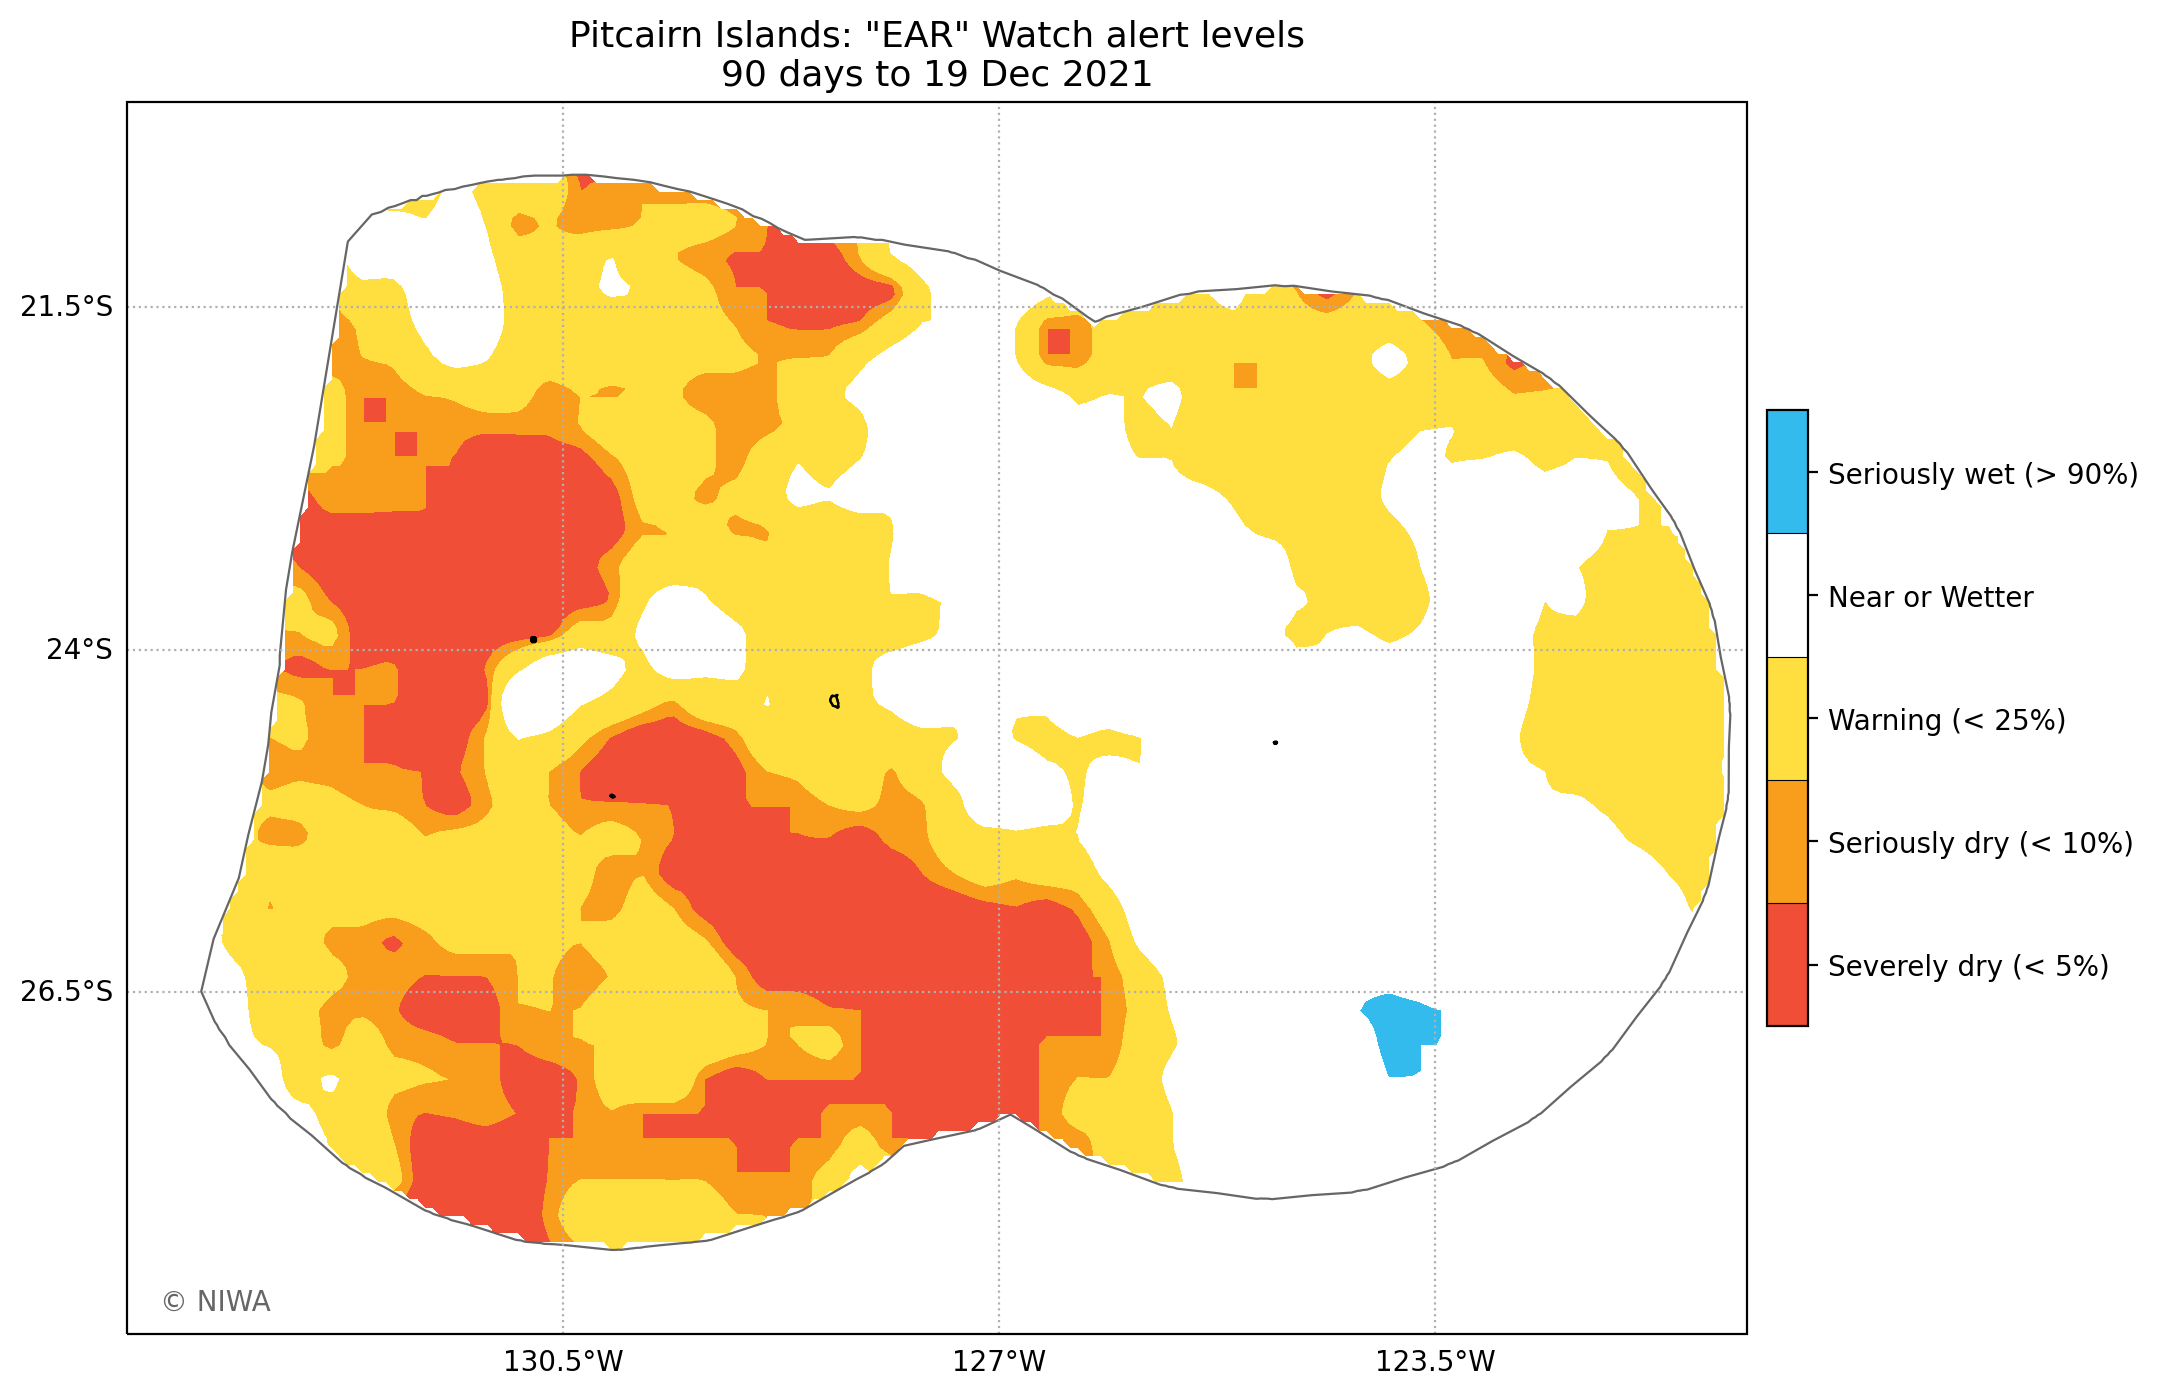 Pitcairn Islands: "EAR" Watch alert levels
90 days to 19 Dec 2021
21.5°S
24°S
26.5°S
130.5°W
127°W
123.5°W
Seriously wet (> 90%)
Near or Wetter
Warning (< 25%)
Seriously dry (< 10%)
Severely dry (< 5%)
© NIWA